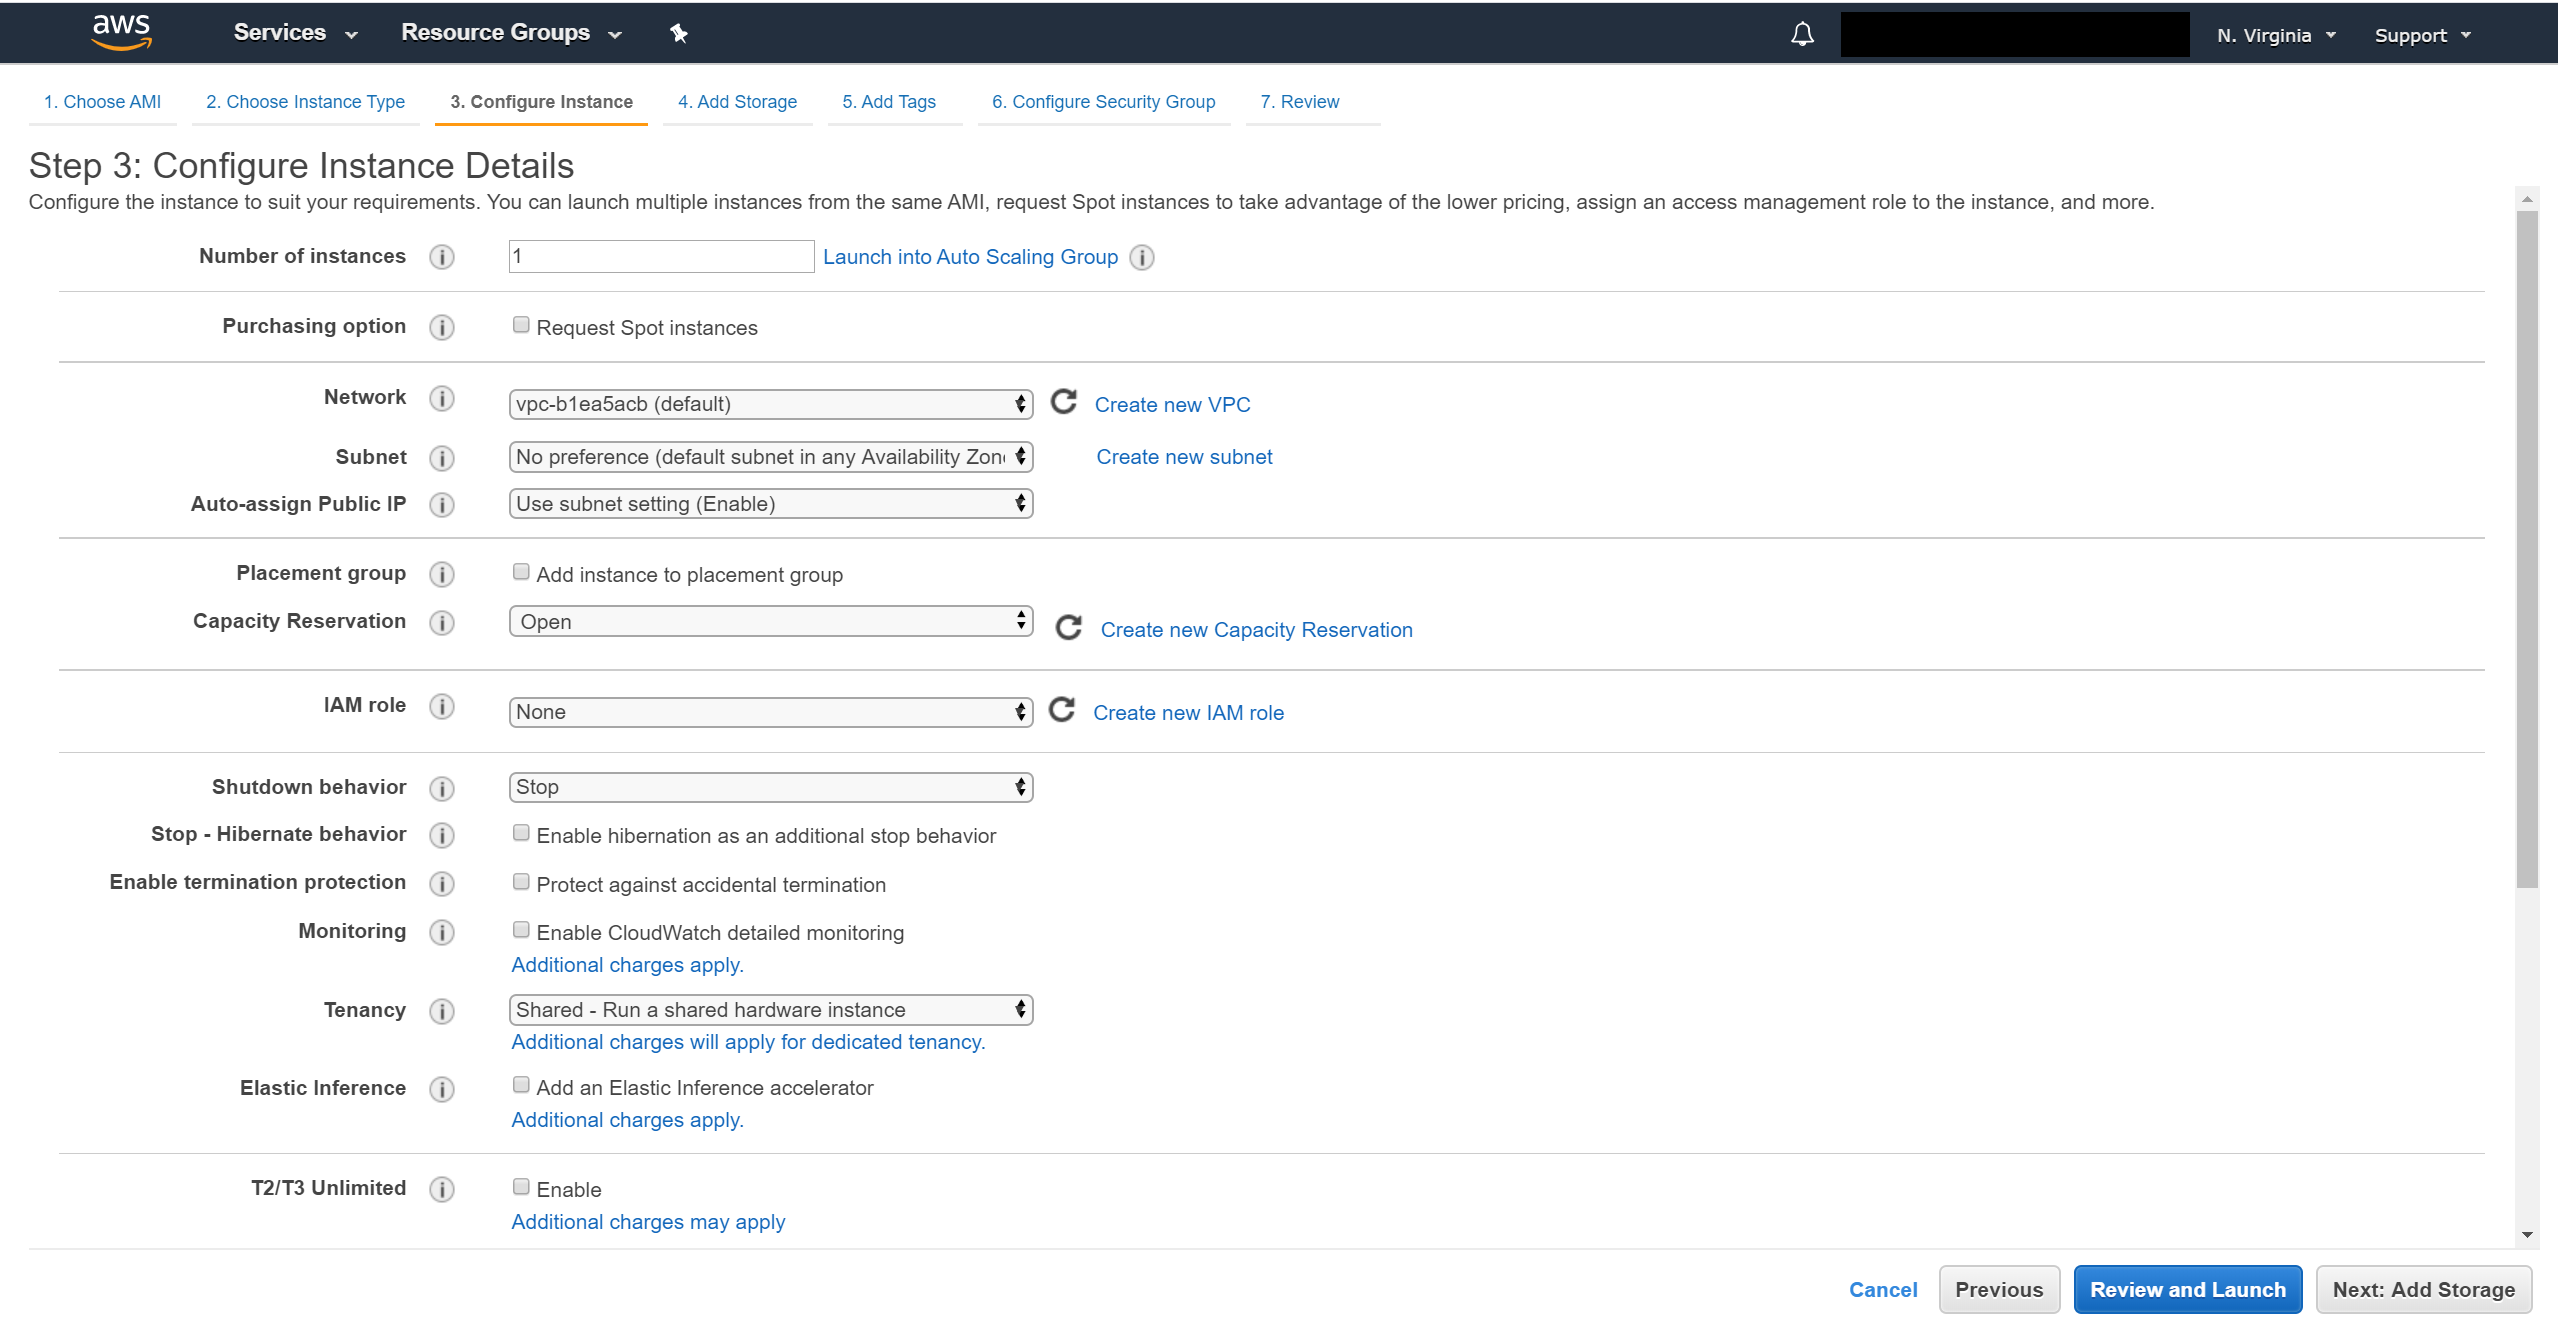 aws Services Resource Groups N. Virginia Support
1. Choose AMI 2. Choose Instance Type 3. Configure Instance 4. Add Storage 5. Add Tags 6. Configure Security Group 7. Review
Step 3: Configure Instance Details
Configure the instance to suit your requirements. You can launch multiple instances from the same AMI, request Spot instances to take advantage of the lower pricing, assign an access management role to the instance, and more.
Number of instances i 1 Launch into Auto Scaling Group i
Purchasing option i Request Spot instances
Network i vpc-b1ea5acb (default) Create new VPC
Subnet i No preference (default subnet in any Availability Zon Create new subnet
Auto-assign Public IP i Use subnet setting (Enable)
Placement group i Add instance to placement group
Capacity Reservation i Open Create new Capacity Reservation
IAM role i None Create new IAM role
Shutdown behavior i Stop
Stop - Hibernate behavior i Enable hibernation as an additional stop behavior
Enable termination protection i Protect against accidental termination
Monitoring i Enable CloudWatch detailed monitoring
Additional charges apply.
Tenancy i Shared - Run a shared hardware instance
Additional charges will apply for dedicated tenancy.
Elastic Inference i Add an Elastic Inference accelerator
Additional charges apply.
T2/T3 Unlimited i Enable
Additional charges may apply
Cancel Previous Review and Launch Next: Add Storage